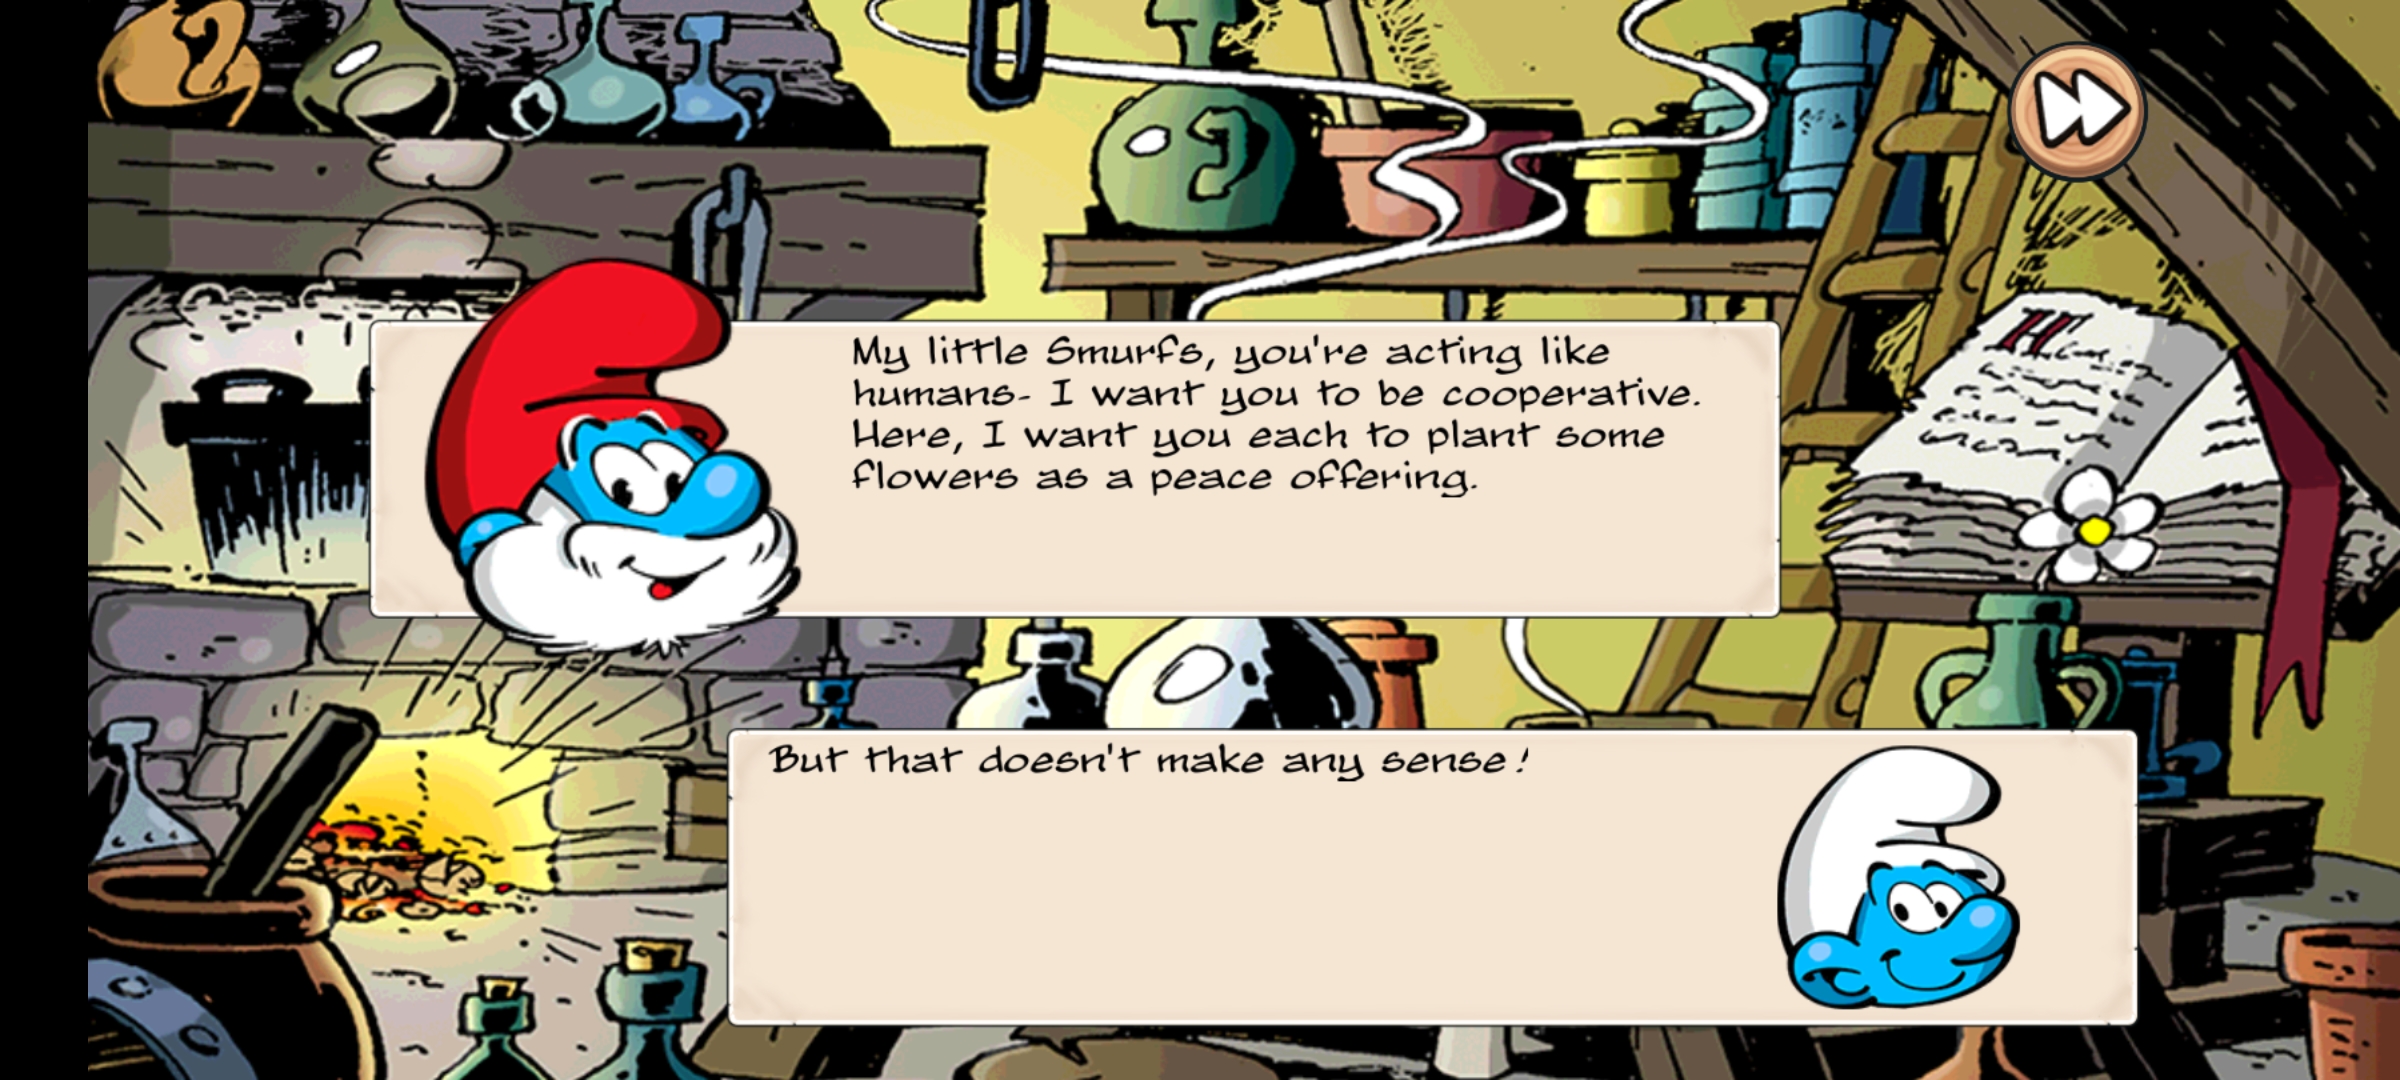 My little Smurfs, you're acting like
humans- I want you to be cooperative.
Here, I want you each to plant some
flowers as a peace offering.
But that doesn't make any sense!